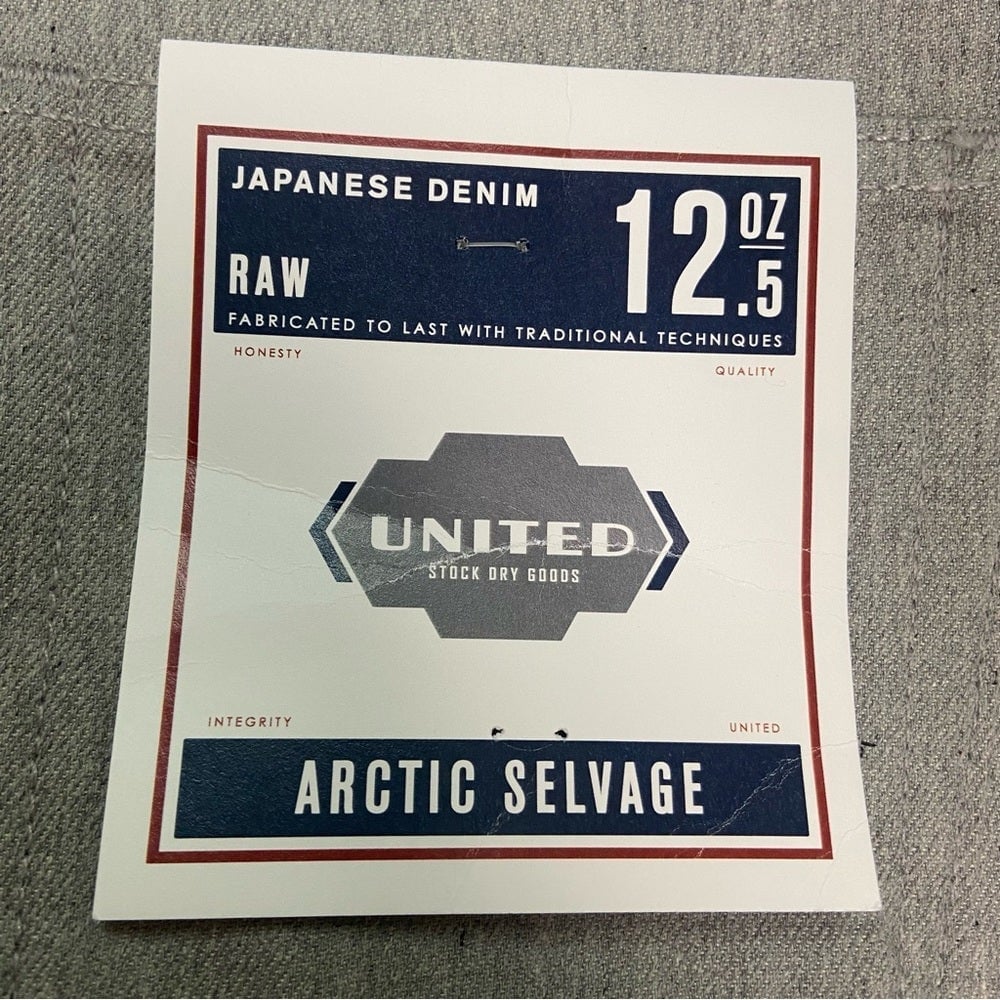 JAPANESE DENIM
RAW
12.5 OZ
FABRICATED TO LAST WITH TRADITIONAL TECHNIQUES
HONESTY
QUALITY
UNITED
STOCK DRY GOODS
INTEGRITY
UNITED
ARCTIC SELVAGE